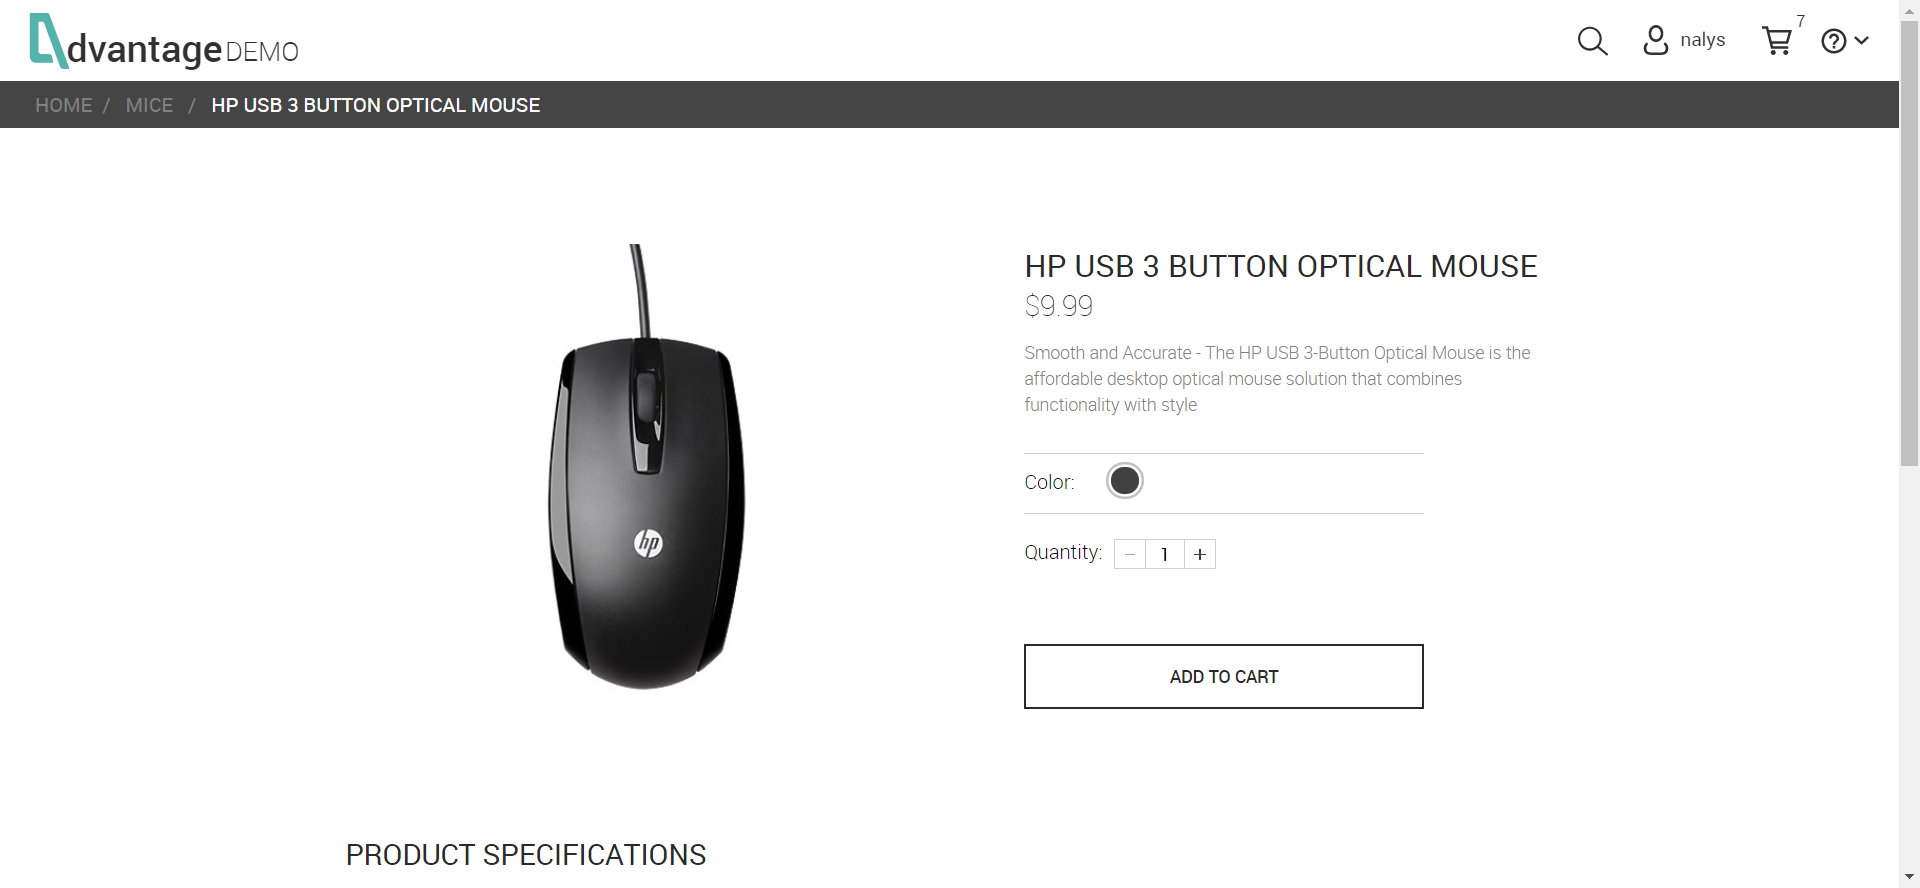 dvantage DEMO
nalys
7
HOME / MICE / HP USB 3 BUTTON OPTICAL MOUSE
hp
HP USB 3 BUTTON OPTICAL MOUSE
$9.99
Smooth and Accurate - The HP USB 3-Button Optical Mouse is the
affordable desktop optical mouse solution that combines
functionality with style
Color:
Quantity: − 1 +
ADD TO CART
PRODUCT SPECIFICATIONS